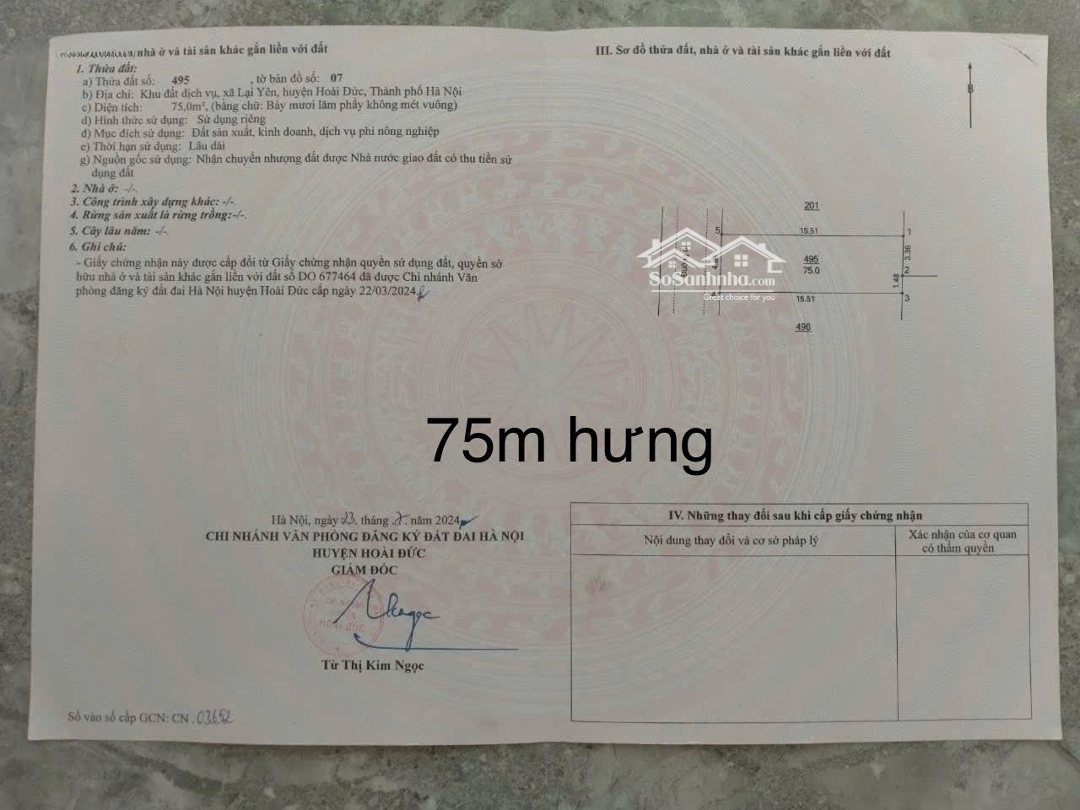 nhà ở và tài sản khác gắn liền với đất
1. Thửa đất:
a) Thửa đất số: 495 , tờ bản đồ số: 07
b) Địa chỉ: Khu đất dịch vụ, xã Lại Yên, huyện Hoài Đức, Thành phố Hà Nội
c) Diện tích: 75,0m², (bằng chữ: Bảy mươi lăm phẩy không mét vuông)
d) Hình thức sử dụng: Sử dụng riêng
đ) Mục đích sử dụng: Đất sản xuất, kinh doanh, dịch vụ phi nông nghiệp
e) Thời hạn sử dụng: Lâu dài
g) Nguồn gốc sử dụng: Nhận chuyển nhượng đất được Nhà nước giao đất có thu tiền sử
dụng đất
2. Nhà ở: -/-.
3. Công trình xây dựng khác: -/-.
4. Rừng sản xuất là rừng trồng:-/-.
5. Cây lâu năm: -/-.
6. Ghi chú:
- Giấy chứng nhận này được cấp đổi từ Giấy chứng nhận quyền sử dụng đất, quyền sở
hữu nhà ở và tài sản khác gắn liền với đất số DO 677464 đã được Chi nhánh Văn
phòng đăng ký đất đai Hà Nội huyện Hoài Đức cấp ngày 22/03/2024
III. Sơ đồ thửa đất, nhà ở và tài sản khác gắn liền với đất
B
201
5
15.51
1
3.36
495
75.0
2
1.48
SoSanhnha.com
Great choice for you
15.51
3
496
75m hưng
Hà Nội, ngày 23. tháng 7. năm 2024
CHI NHÁNH VĂN PHÒNG ĐĂNG KÝ ĐẤT ĐAI HÀ NỘI
HUYỆN HOÀI ĐỨC
GIÁM ĐỐC
Từ Thị Kim Ngọc
Số vào sổ cấp GCN: CN .03652
IV. Những thay đổi sau khi cấp giấy chứng nhận
Nội dung thay đổi và cơ sở pháp lý
Xác nhận của cơ quan
có thẩm quyền